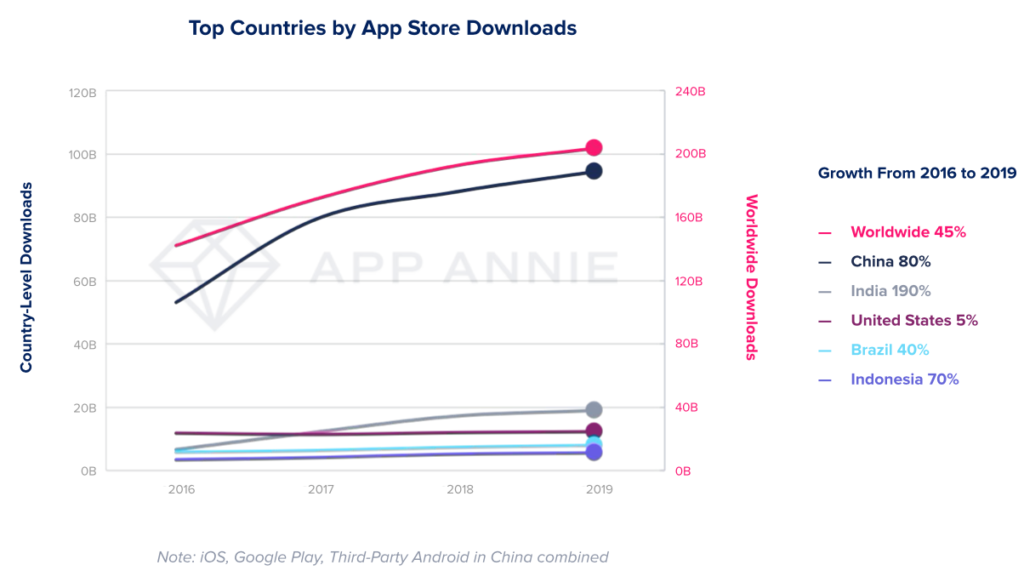 Top Countries by App Store Downloads
120B
100B
80B
60B
40B
20B
0B
Country-Level Downloads
240B
200B
160B
120B
80B
40B
0B
Worldwide Downloads
APP ANNIE
2016 2017 2018 2019
Growth From 2016 to 2019
Worldwide 45%
China 80%
India 190%
United States 5%
Brazil 40%
Indonesia 70%
Note: iOS, Google Play, Third-Party Android in China combined